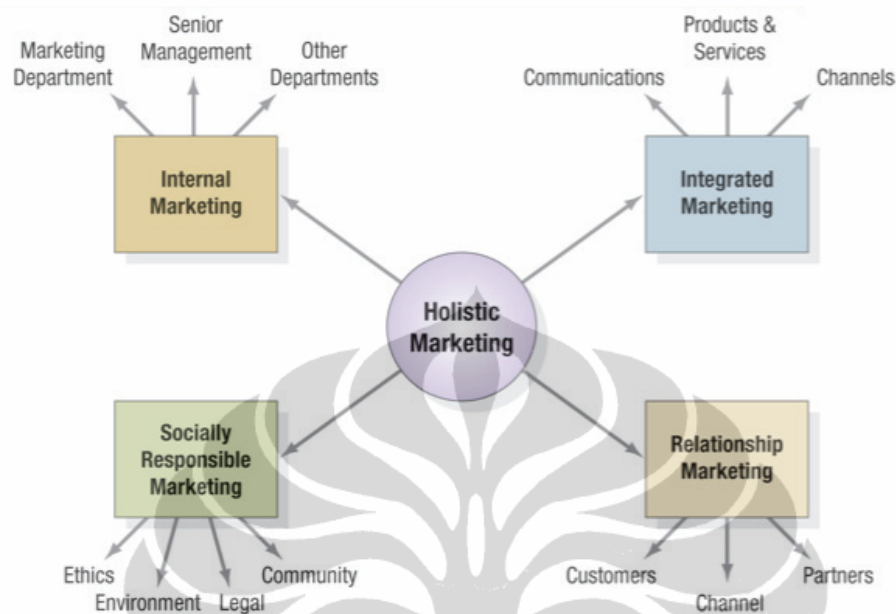 Senior
Management
Marketing
Department
Other
Departments
Products &
Services
Communications
Channels
Internal
Marketing
Integrated
Marketing
Holistic
Marketing
Socially
Responsible
Marketing
Relationship
Marketing
Ethics
Environment
Legal
Community
Customers
Channel
Partners